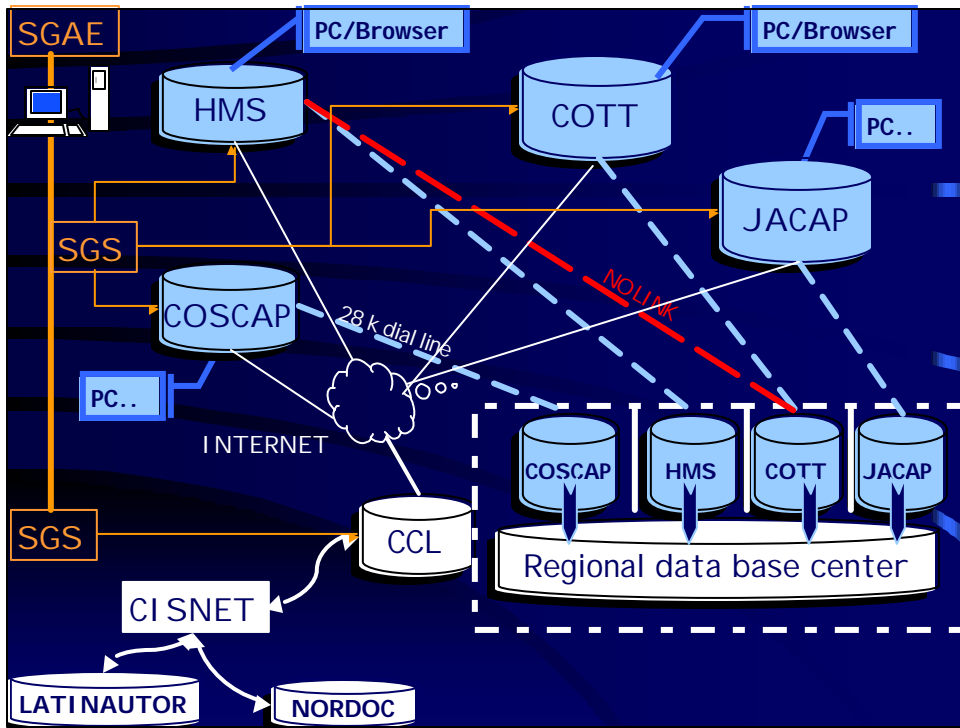 SGAE
PC/Browser
PC/Browser
HMS
COTT
PC..
JACAP
SGS
COSCAP
28 k dial line
NO LINK
PC..
INTERNET
COSCAP
HMS
COTT
JACAP
SGS
CCL
Regional data base center
CISNET
LATINAUTOR
NORDOC